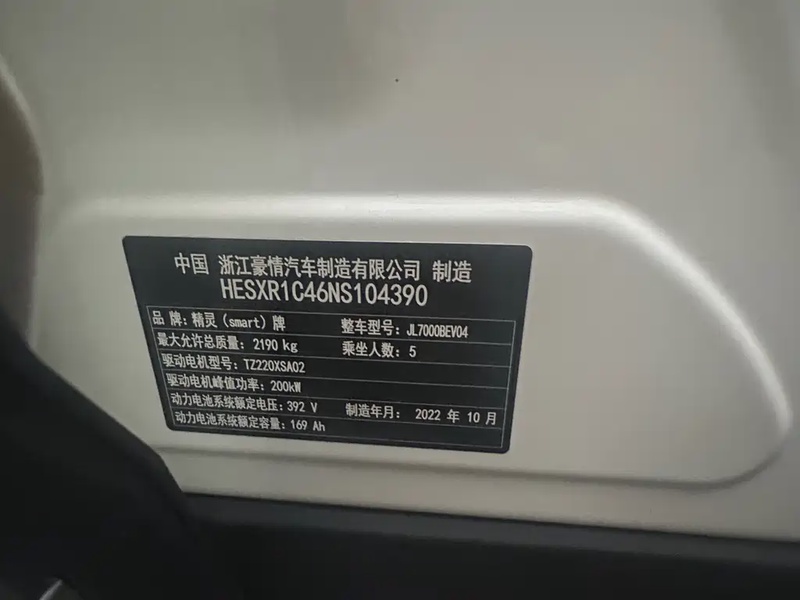 中国 浙江豪情汽车制造有限公司 制造
HESXR1C46NS104390
品 牌：精灵（smart）牌 整车型号：JL7000BEV04
最大允许总质量：2190 kg 乘坐人数：5
驱动电机型号：TZ220XSA02
驱动电机峰值功率：200kW
动力电池系统额定电压：392 V 制造年月：2022 年 10 月
动力电池系统额定容量：169 Ah